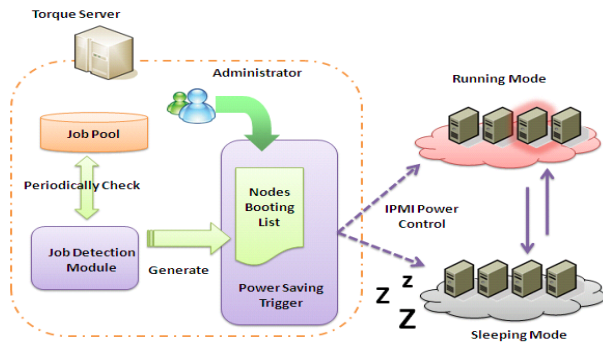 Torque Server
Administrator
Running Mode
Job Pool
Periodically Check
Nodes
Booting
List
IPMI Power
Control
Job Detection
Module
Generate
Power Saving
Trigger
Z
z
Z
Sleeping Mode